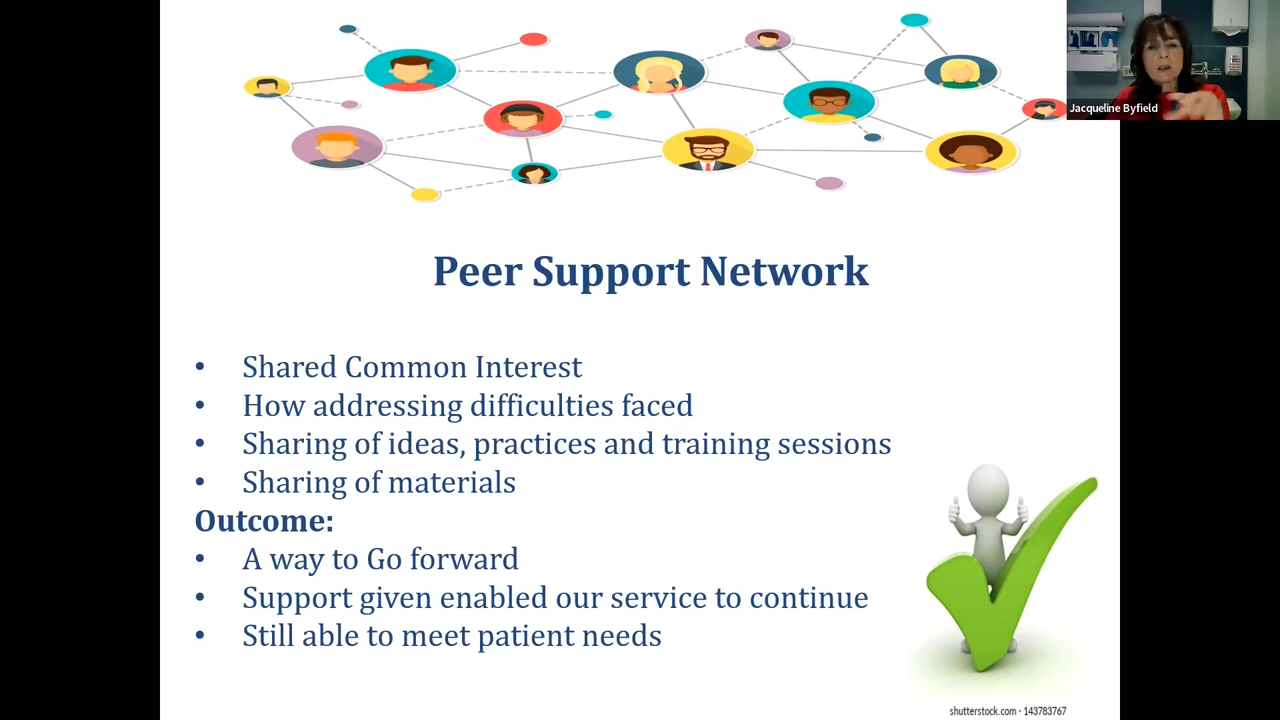 Jacqueline Byfield
Peer Support Network
• Shared Common Interest
• How addressing difficulties faced
• Sharing of ideas, practices and training sessions
• Sharing of materials
Outcome:
• A way to Go forward
• Support given enabled our service to continue
• Still able to meet patient needs
shutterstock.com · 143783767